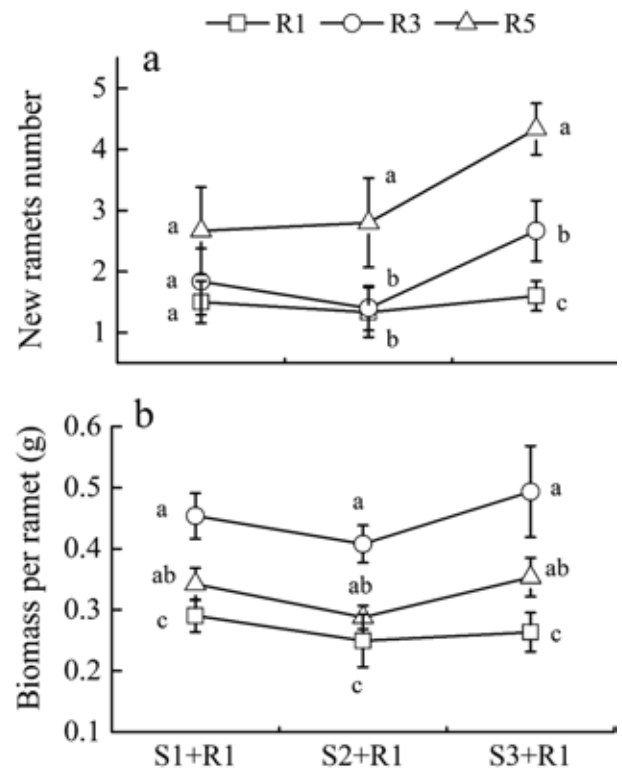 R1 R3 R5
a
New ramets number
5
4
3
2
1
a a a
a b b
a b c
b
Biomass per ramet (g)
0.6
0.5
0.4
0.3
0.2
0.1
a a a
ab ab ab
c c c
S1+R1 S2+R1 S3+R1